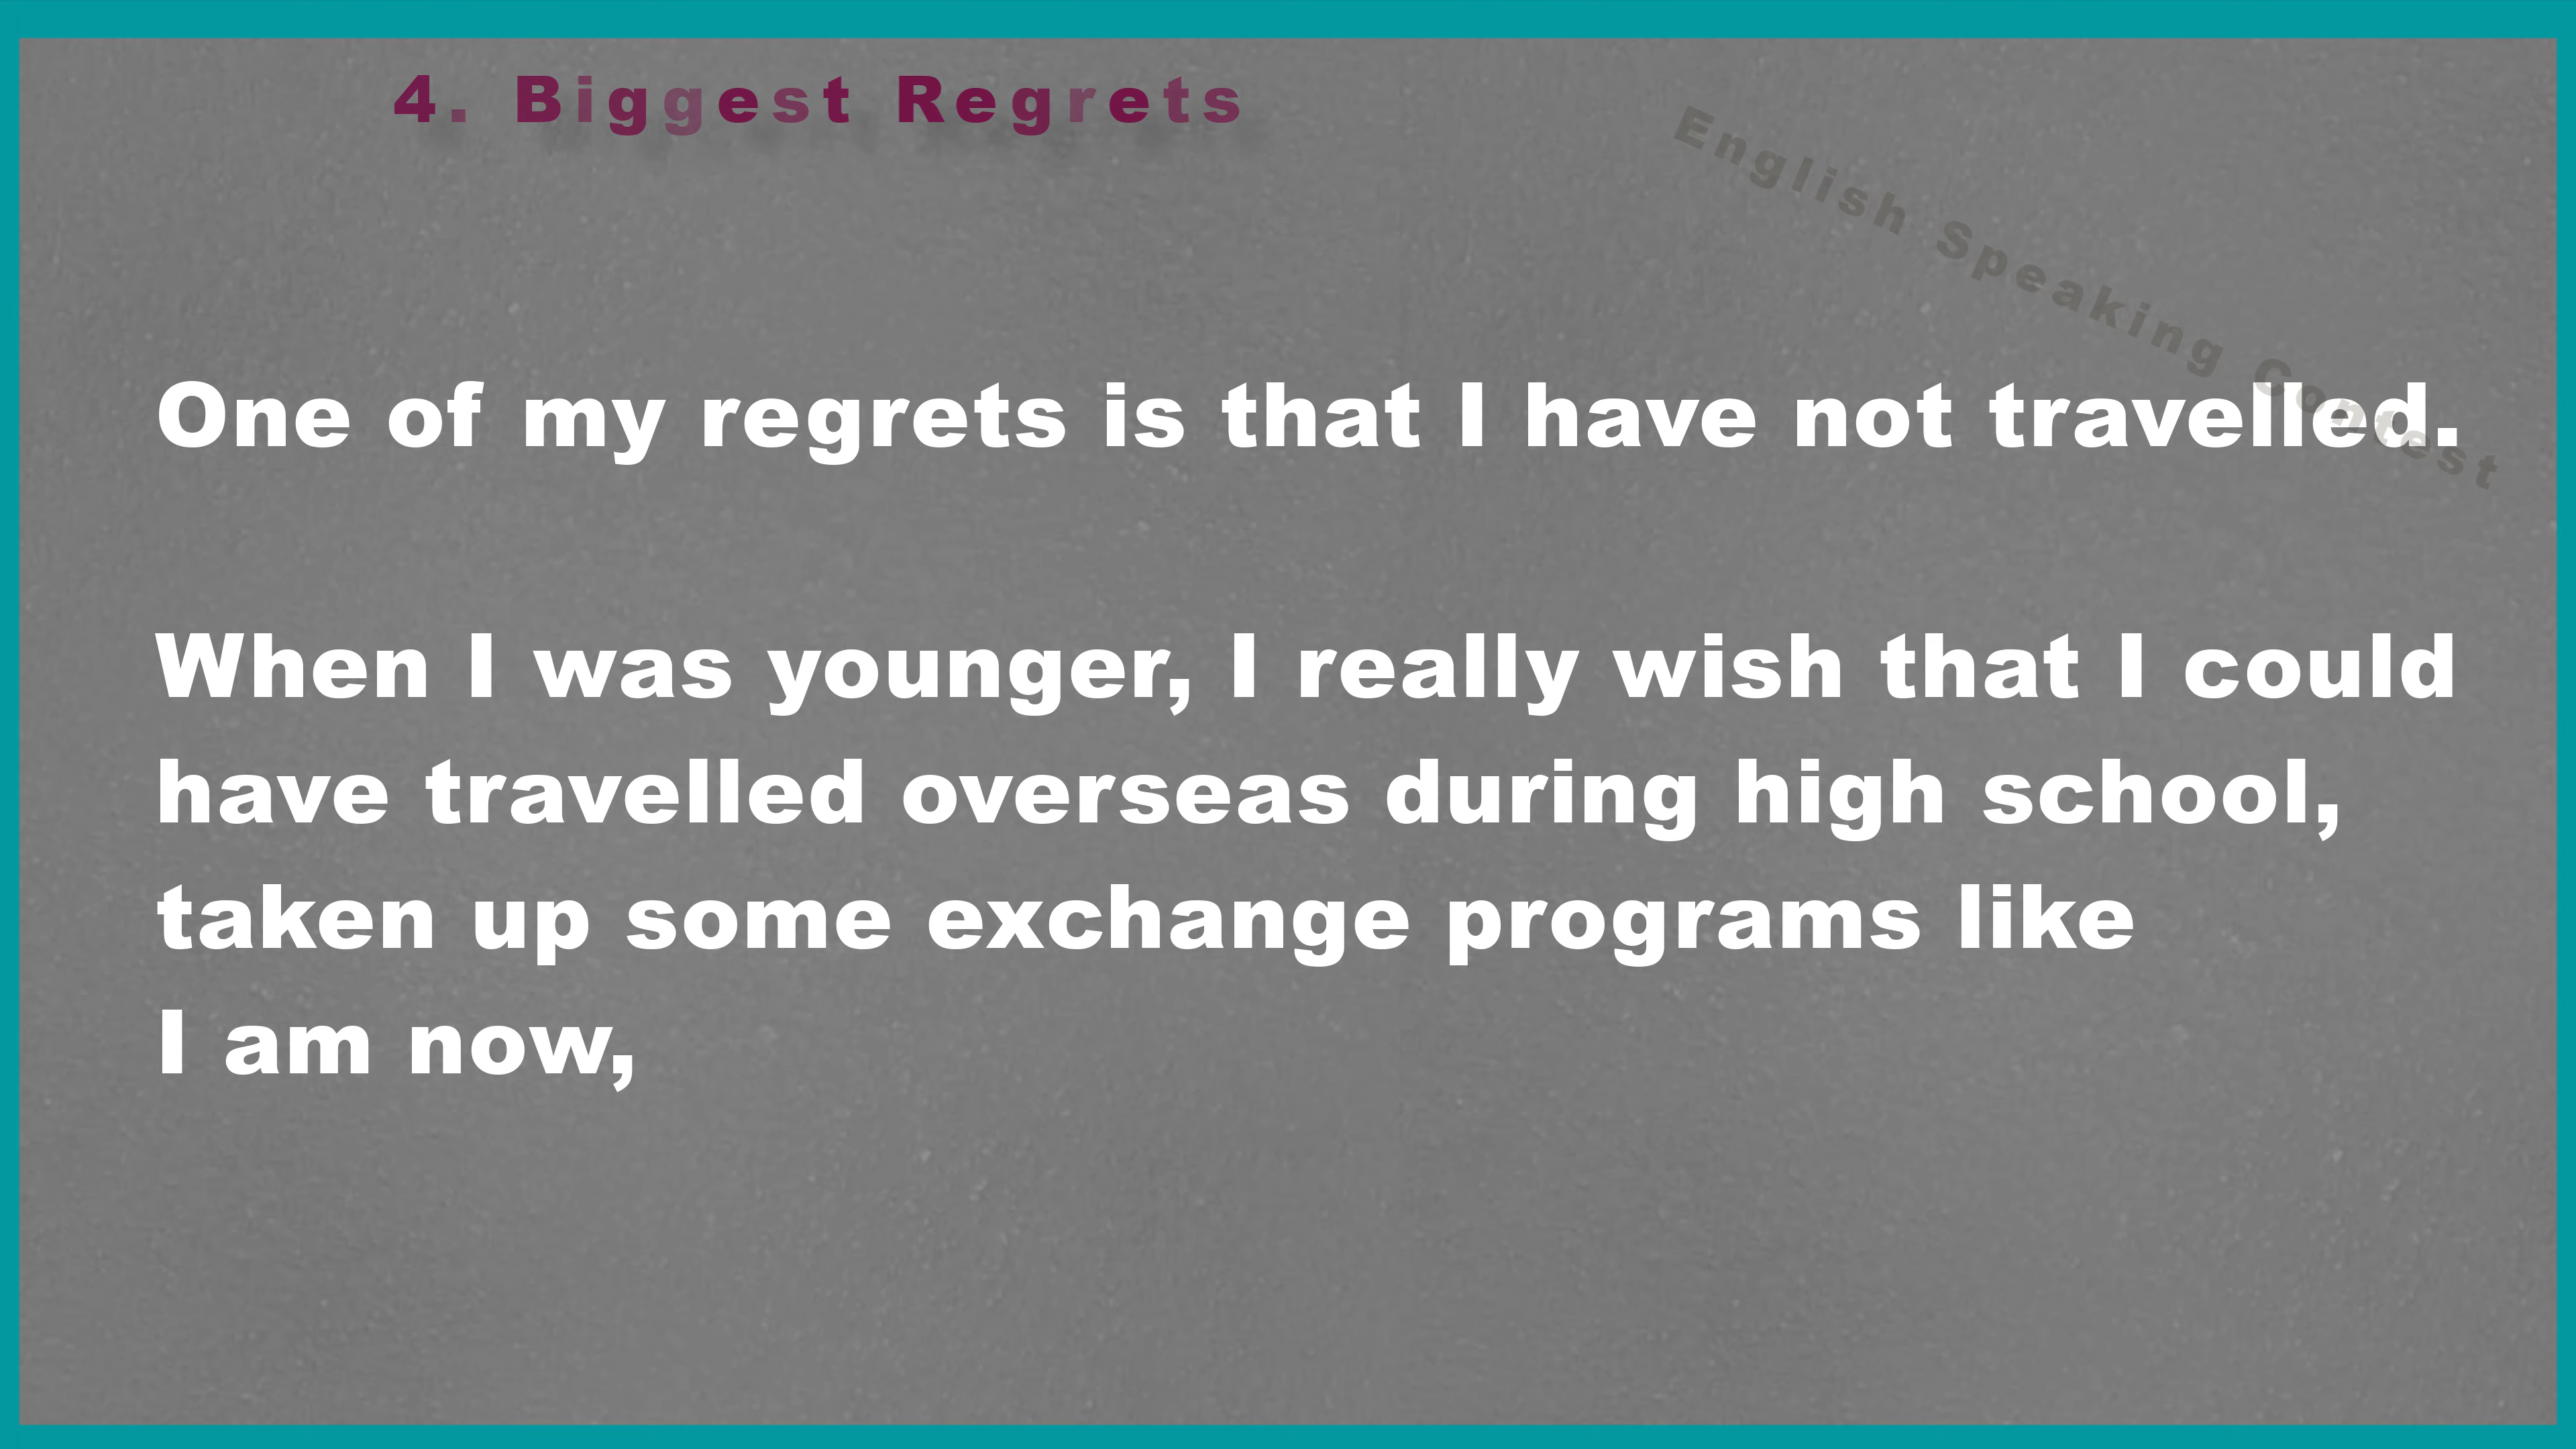 4. Biggest Regrets
English Speaking Contest
One of my regrets is that I have not travelled.
When I was younger, I really wish that I could
have travelled overseas during high school,
taken up some exchange programs like
I am now,